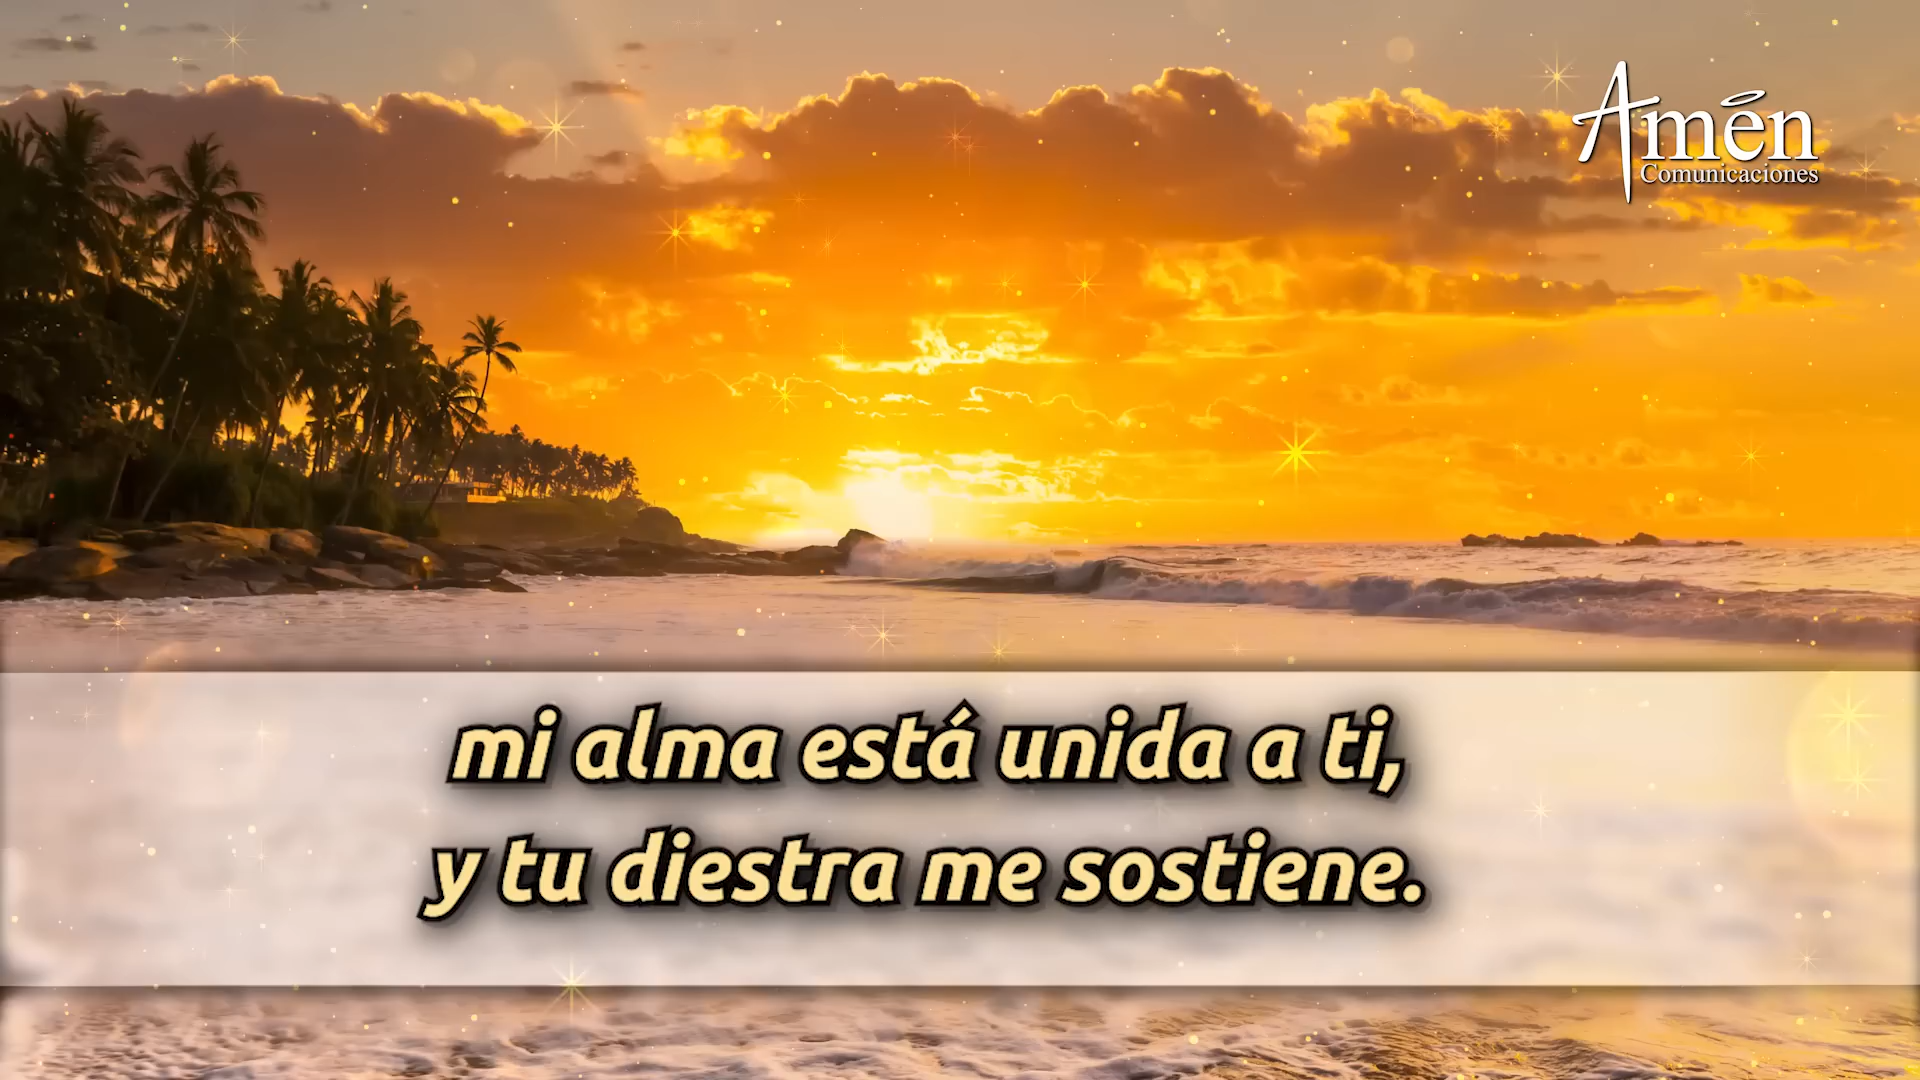 Amén
Comunicaciones
mi alma está unida a ti,
y tu diestra me sostiene.